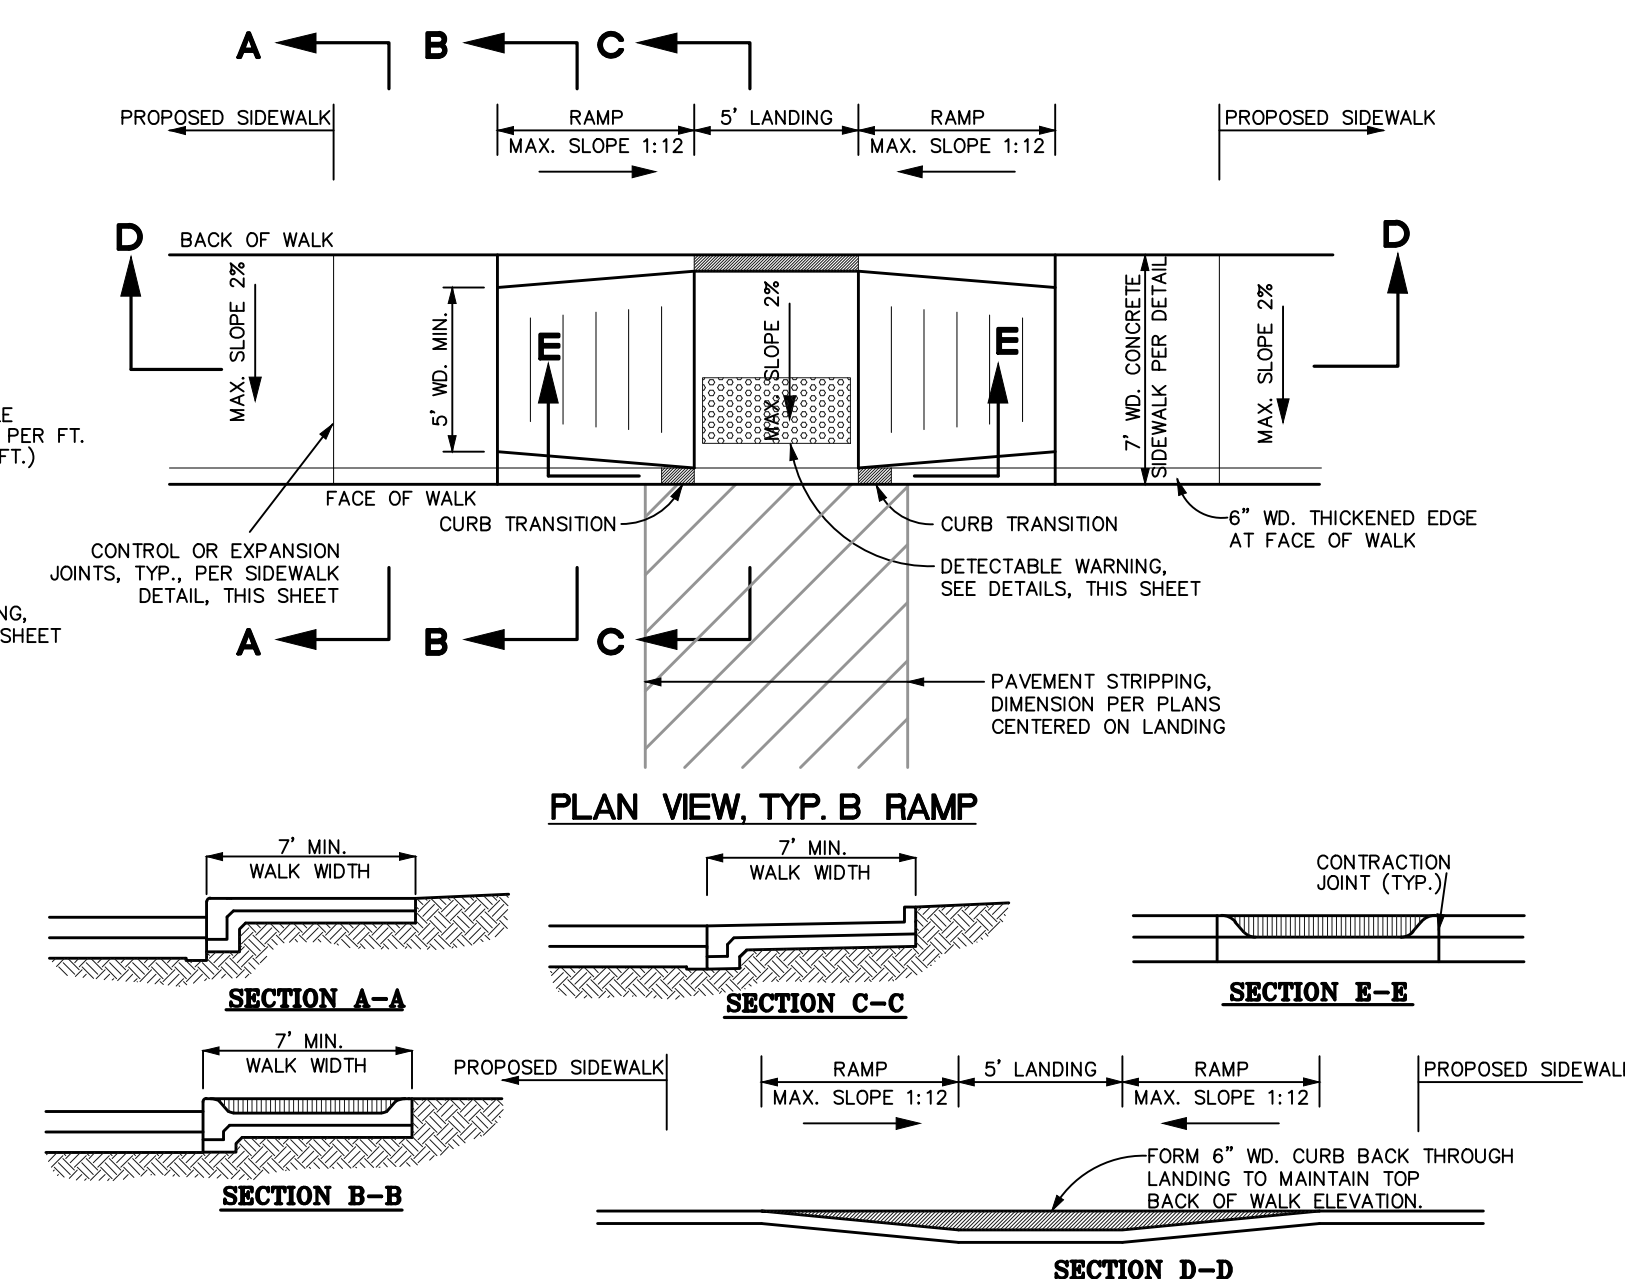 A
B
C
PROPOSED SIDEWALK
RAMP
MAX. SLOPE 1:12
5' LANDING
RAMP
MAX. SLOPE 1:12
PROPOSED SIDEWALK
D
BACK OF WALK
D
MAX. SLOPE 2%
5' WD. MIN.
E
MAX. SLOPE 2%
E
7' WD. CONCRETE
SIDEWALK PER DETAIL
MAX. SLOPE 2%
LE
PER FT.
FT.)
FACE OF WALK
CURB TRANSITION
CURB TRANSITION
6" WD. THICKENED EDGE
AT FACE OF WALK
CONTROL OR EXPANSION
JOINTS, TYP., PER SIDEWALK
DETAIL, THIS SHEET
DETECTABLE WARNING,
SEE DETAILS, THIS SHEET
NG,
SHEET
A
B
C
PAVEMENT STRIPPING,
DIMENSION PER PLANS
CENTERED ON LANDING
PLAN VIEW, TYP. B RAMP
7' MIN.
WALK WIDTH
SECTION A-A
7' MIN.
WALK WIDTH
SECTION C-C
CONTRACTION
JOINT (TYP.)
SECTION E-E
7' MIN.
WALK WIDTH
SECTION B-B
PROPOSED SIDEWALK
RAMP
MAX. SLOPE 1:12
5' LANDING
RAMP
MAX. SLOPE 1:12
PROPOSED SIDEWAL
FORM 6" WD. CURB BACK THROUGH
LANDING TO MAINTAIN TOP
BACK OF WALK ELEVATION.
SECTION D-D